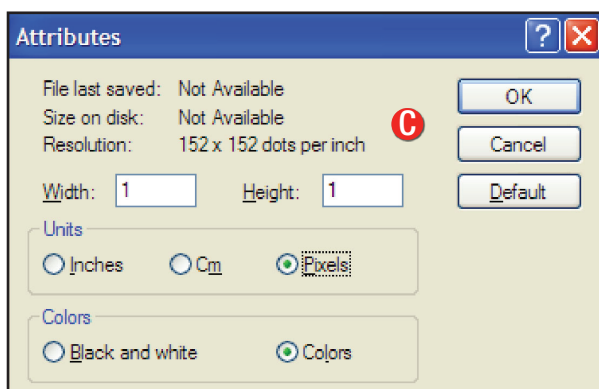 Attributes
File last saved: Not Available
Size on disk: Not Available
Resolution: 152 x 152 dots per inch
C
OK
Cancel
Default
Width: 1 Height: 1
Units
Inches Cm Pixels
Colors
Black and white Colors